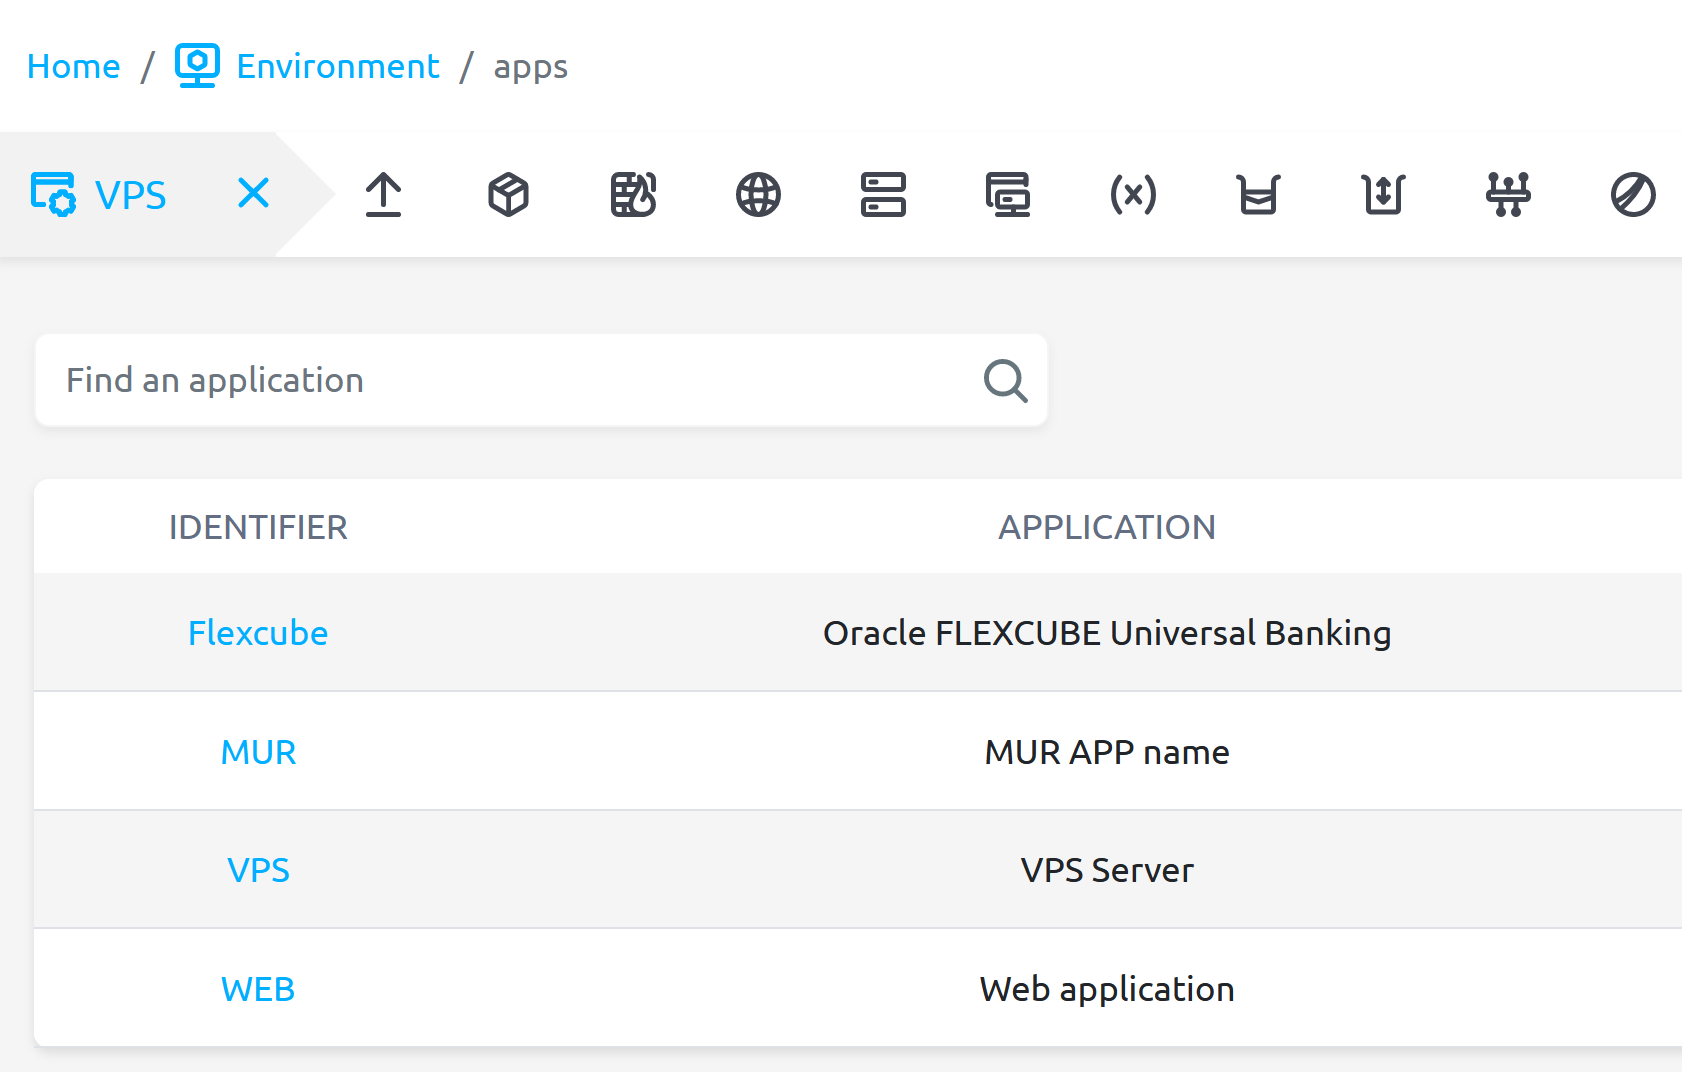 Home / Environment / apps
VPS
Find an application
IDENTIFIER APPLICATION
Flexcube Oracle FLEXCUBE Universal Banking
MUR MUR APP name
VPS VPS Server
WEB Web application